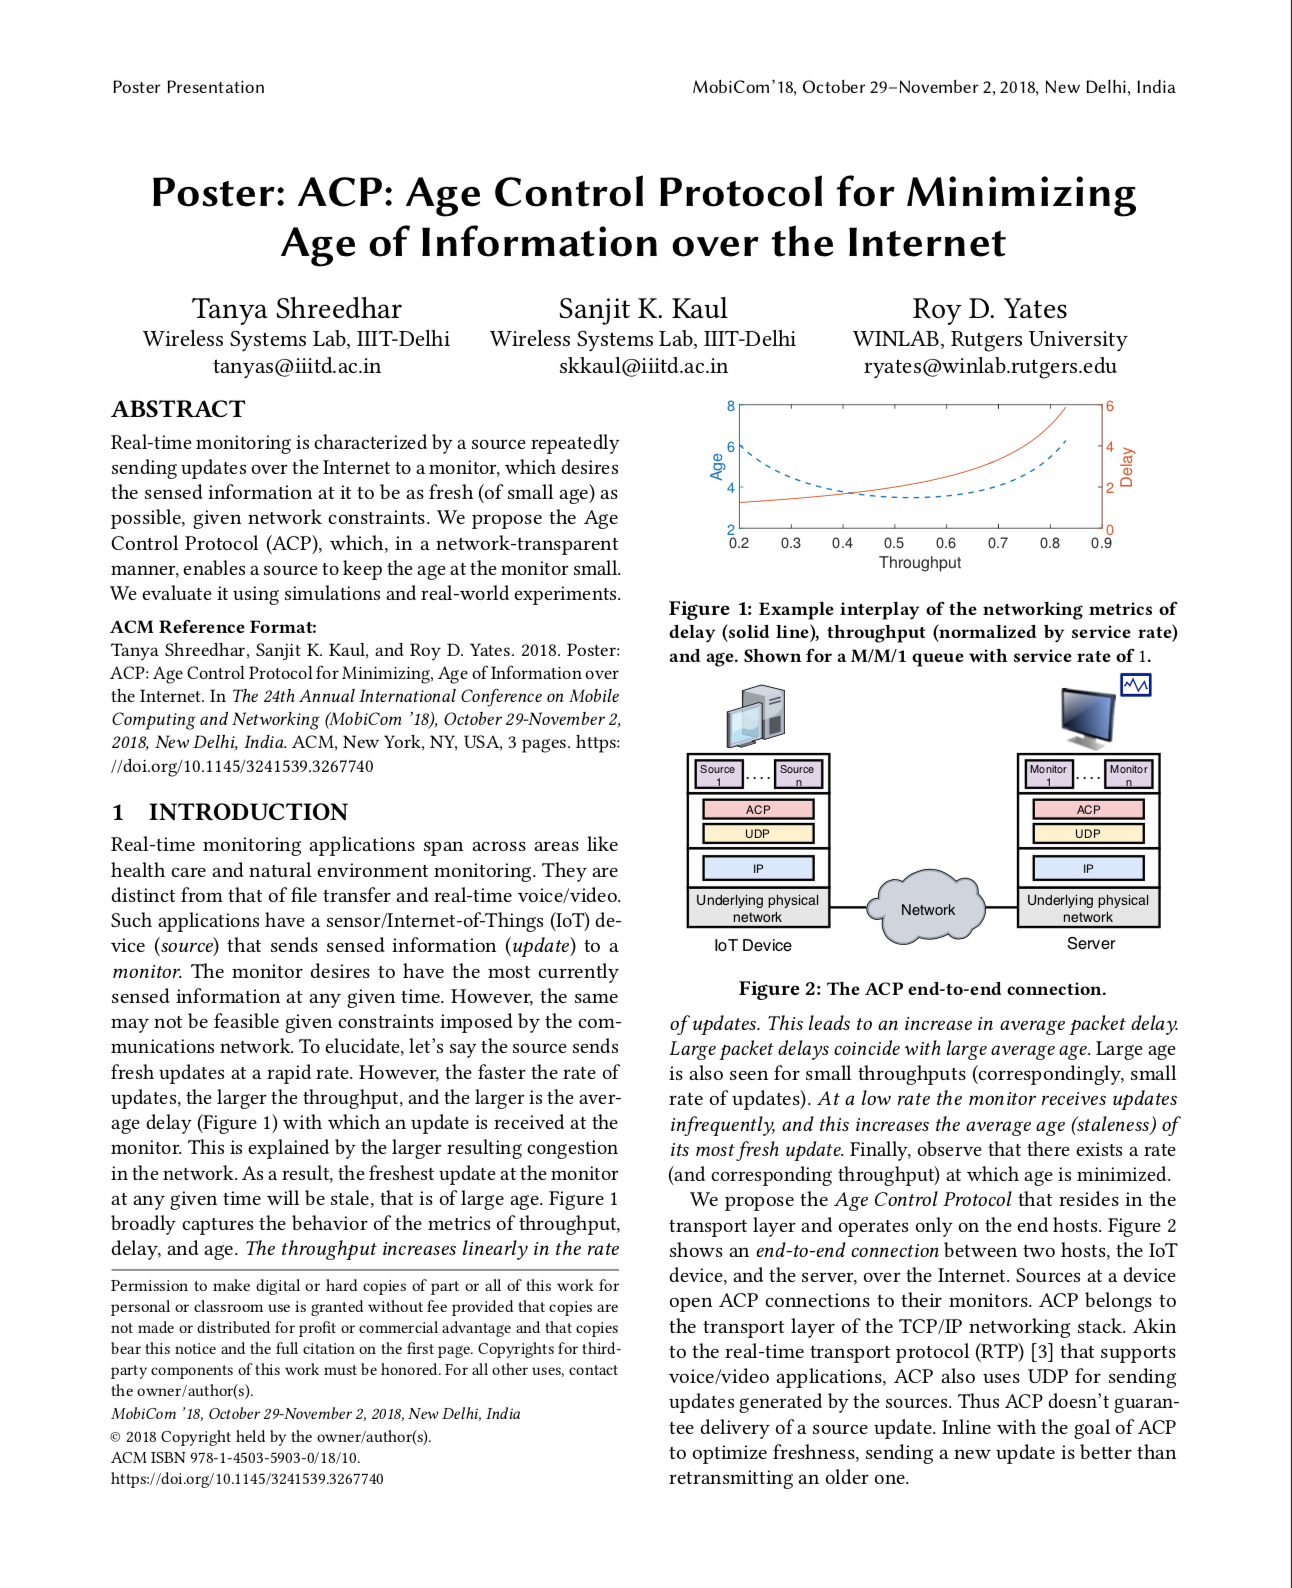 Poster Presentation
MobiCom'18, October 29–November 2, 2018, New Delhi, India
Poster: ACP: Age Control Protocol for Minimizing
Age of Information over the Internet
Tanya Shreedhar
Wireless Systems Lab, IIIT-Delhi
tanyas@iiitd.ac.in
Sanjit K. Kaul
Wireless Systems Lab, IIIT-Delhi
skkaul@iiitd.ac.in
Roy D. Yates
WINLAB, Rutgers University
ryates@winlab.rutgers.edu
ABSTRACT
Real-time monitoring is characterized by a source repeatedly
sending updates over the Internet to a monitor, which desires
the sensed information at it to be as fresh (of small age) as
possible, given network constraints. We propose the Age
Control Protocol (ACP), which, in a network-transparent
manner, enables a source to keep the age at the monitor small.
We evaluate it using simulations and real-world experiments.
ACM Reference Format:
Tanya Shreedhar, Sanjit K. Kaul, and Roy D. Yates. 2018. Poster:
ACP: Age Control Protocol for Minimizing, Age of Information over
the Internet. In The 24th Annual International Conference on Mobile
Computing and Networking (MobiCom '18), October 29-November 2,
2018, New Delhi, India. ACM, New York, NY, USA, 3 pages. https:
//doi.org/10.1145/3241539.3267740
1 INTRODUCTION
Real-time monitoring applications span across areas like
health care and natural environment monitoring. They are
distinct from that of file transfer and real-time voice/video.
Such applications have a sensor/Internet-of-Things (IoT) de-
vice (source) that sends sensed information (update) to a
monitor. The monitor desires to have the most currently
sensed information at any given time. However, the same
may not be feasible given constraints imposed by the com-
munications network. To elucidate, let's say the source sends
fresh updates at a rapid rate. However, the faster the rate of
updates, the larger the throughput, and the larger is the aver-
age delay (Figure 1) with which an update is received at the
monitor. This is explained by the larger resulting congestion
in the network. As a result, the freshest update at the monitor
at any given time will be stale, that is of large age. Figure 1
broadly captures the behavior of the metrics of throughput,
delay, and age. The throughput increases linearly in the rate
Permission to make digital or hard copies of part or all of this work for
personal or classroom use is granted without fee provided that copies are
not made or distributed for profit or commercial advantage and that copies
bear this notice and the full citation on the first page. Copyrights for third-
party components of this work must be honored. For all other uses, contact
the owner/author(s).
MobiCom '18, October 29-November 2, 2018, New Delhi, India
© 2018 Copyright held by the owner/author(s).
ACM ISBN 978-1-4503-5903-0/18/10.
https://doi.org/10.1145/3241539.3267740
8
6
4
2
Age
6
4
2
0
Delay
0.2 0.3 0.4 0.5 0.6 0.7 0.8 0.9
Throughput
Figure 1: Example interplay of the networking metrics of
delay (solid line), throughput (normalized by service rate)
and age. Shown for a M/M/1 queue with service rate of 1.
Source 1 .... Source n
ACP
UDP
IP
Underlying physical
network
IoT Device
Network
Monitor 1 .... Monitor n
ACP
UDP
IP
Underlying physical
network
Server
Figure 2: The ACP end-to-end connection.
of updates. This leads to an increase in average packet delay.
Large packet delays coincide with large average age. Large age
is also seen for small throughputs (correspondingly, small
rate of updates). At a low rate the monitor receives updates
infrequently, and this increases the average age (staleness) of
its most fresh update. Finally, observe that there exists a rate
(and corresponding throughput) at which age is minimized.
We propose the Age Control Protocol that resides in the
transport layer and operates only on the end hosts. Figure 2
shows an end-to-end connection between two hosts, the IoT
device, and the server, over the Internet. Sources at a device
open ACP connections to their monitors. ACP belongs to
the transport layer of the TCP/IP networking stack. Akin
to the real-time transport protocol (RTP) [3] that supports
voice/video applications, ACP also uses UDP for sending
updates generated by the sources. Thus ACP doesn't guaran-
tee delivery of a source update. Inline with the goal of ACP
to optimize freshness, sending a new update is better than
retransmitting an older one.